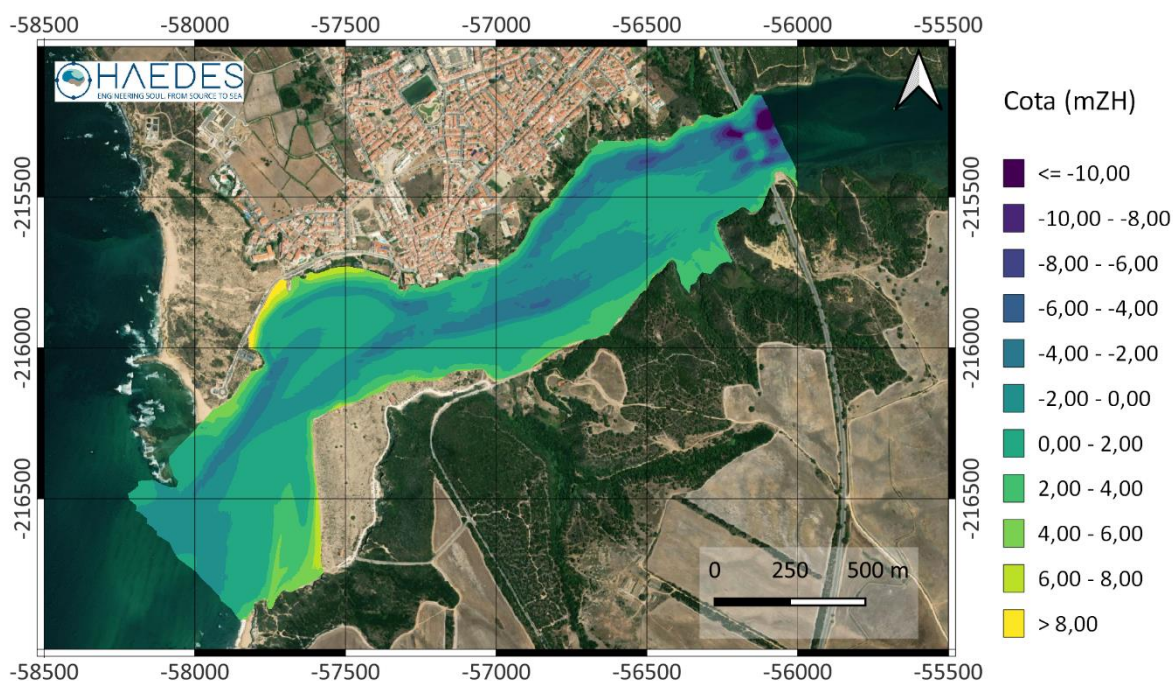 -58500 -58000 -57500 -57000 -56500 -56000 -55500
HAEDES
ENGINEERING SOUL. FROM SOURCE TO SEA
-215500 -215500
-216000 -216000
-216500 -216500
Cota (mZH)
<= -10,00
-10,00 - -8,00
-8,00 - -6,00
-6,00 - -4,00
-4,00 - -2,00
-2,00 - 0,00
0,00 - 2,00
2,00 - 4,00
4,00 - 6,00
6,00 - 8,00
> 8,00
0 250 500 m
-58500 -58000 -57500 -57000 -56500 -56000 -55500